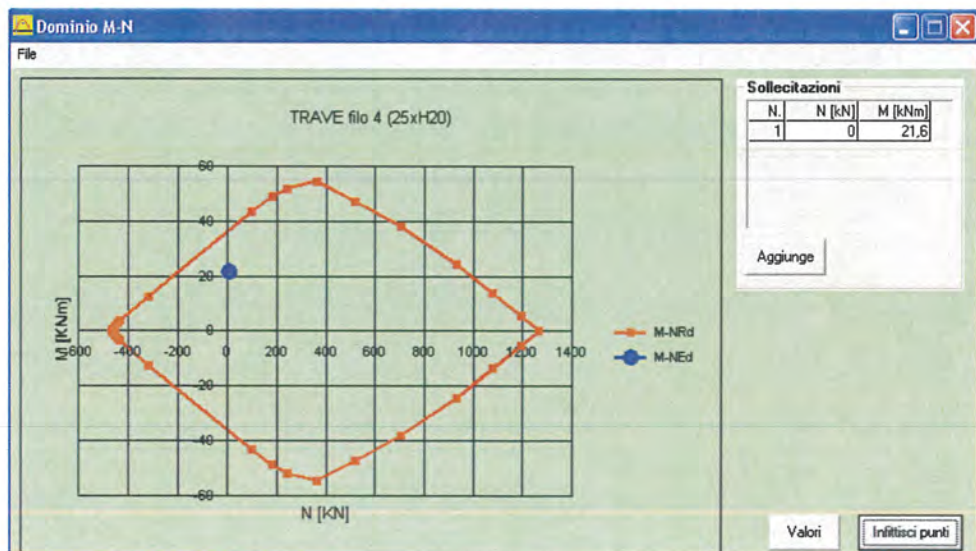 Dominio M-N
File
TRAVE filo 4 (25xH20)
M [KNm]
60
40
20
0
-20
-40
-60
-600 -400 -200 0 200 400 600 800 1000 1200 1400
N [KN]
M-NRd
M-NEd
Sollecitazioni
N. N [kN] M [kNm]
1 0 21,6
Aggiunge
Valori
Infittisci punti